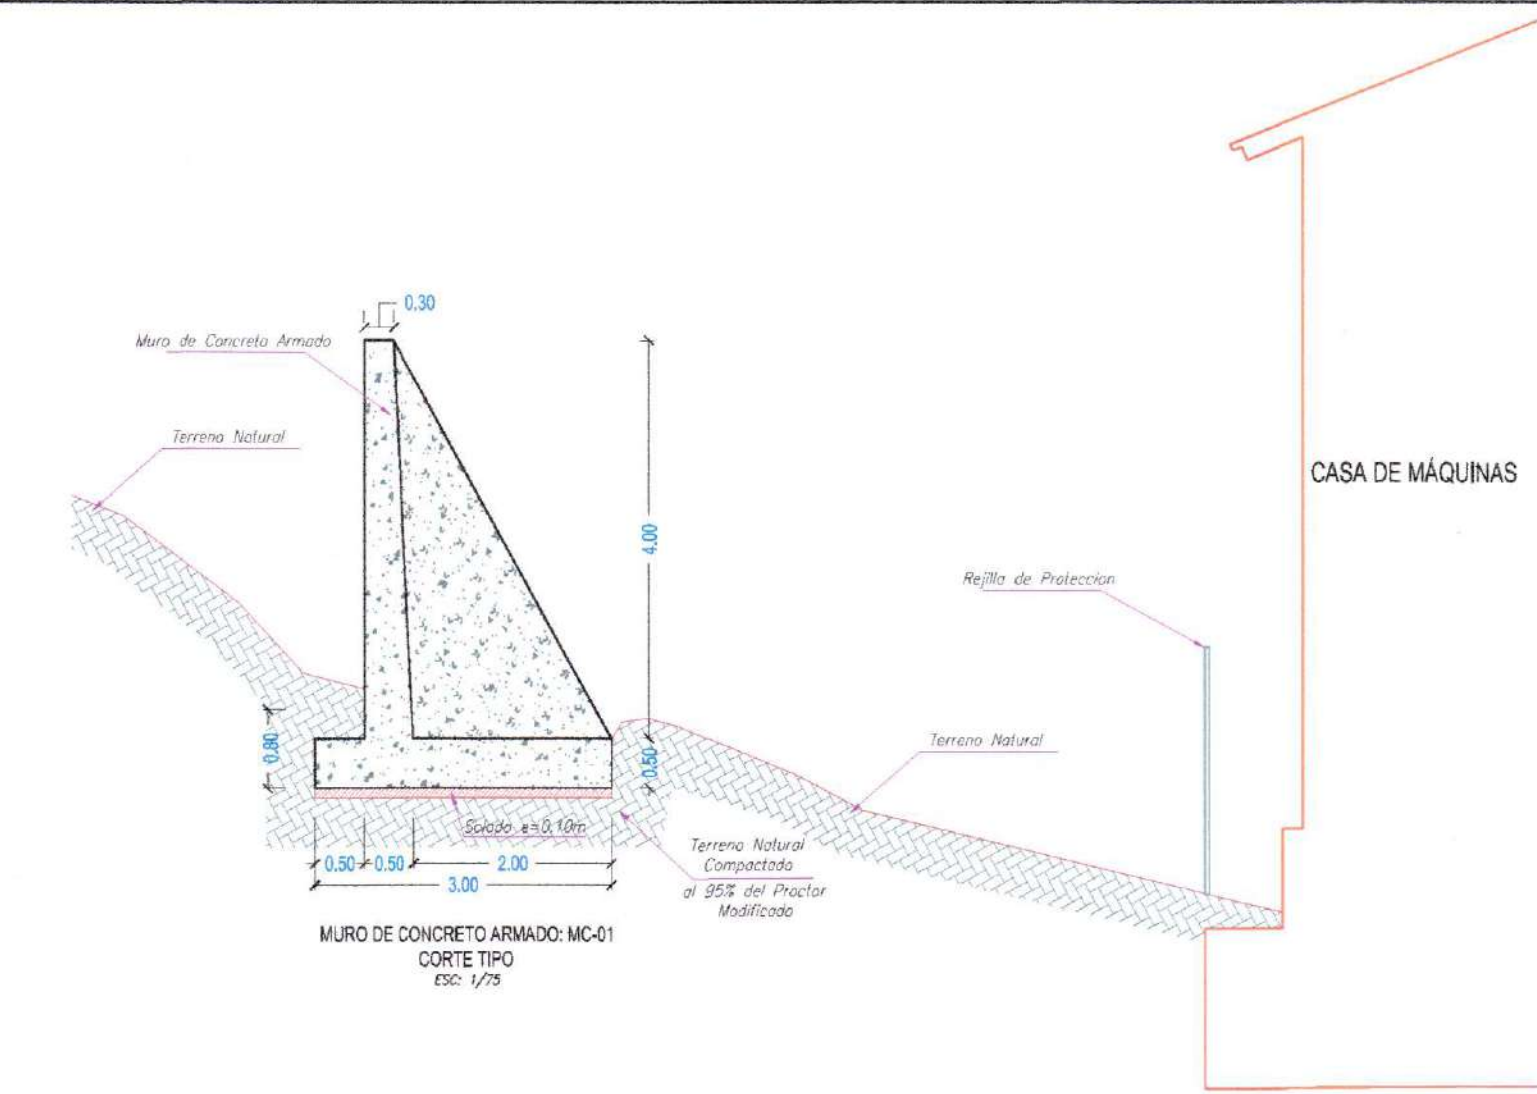 0.30
Muro de Concreto Armado
Terreno Natural
CASA DE MÁQUINAS
4.00
Rejilla de Proteccion
0.80
Terreno Natural
0.50
Solado e=0.10m
Terreno Natural
Compactado
al 95% del Proctor
Modificado
0.50 0.50 2.00
3.00
MURO DE CONCRETO ARMADO: MC-01
CORTE TIPO
ESC: 1/75